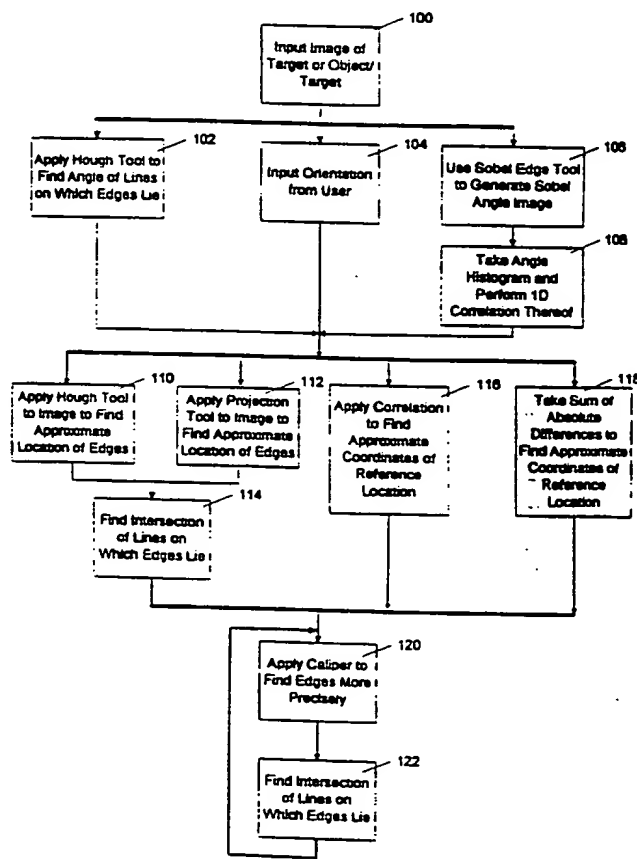 100
Input Image of
Target or Object/
Target
102
Apply Hough Tool to
Find Angle of Lines
on Which Edges Lie
104
Input Orientation
from User
106
Use Sobel Edge Tool
to Generate Sobel
Angle Image
108
Take Angle
Histogram and
Perform 1D
Correlation Thereof
110
Apply Hough Tool
to Image to Find
Approximate
Location of Edges
112
Apply Projection
Tool to Image to
Find Approximate
Location of Edges
116
Apply Correlation
to Find
Approximate
Coordinates of
Reference
Location
118
Take Sum of
Absolute
Differences to
Find Approximate
Coordinates of
Reference
Location
114
Find Intersection
of Lines on
Which Edges Lie
120
Apply Caliper to
Find Edges More
Precisely
122
Find Intersection
of Lines on
Which Edges Lie